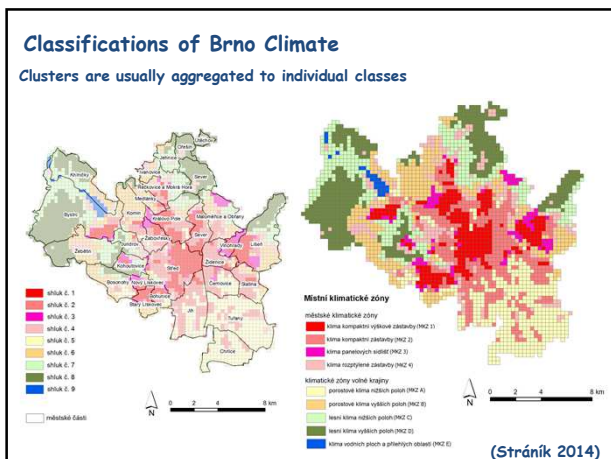 Classifications of Brno Climate
Clusters are usually aggregated to individual classes
Útěchov
Ořešín
Jehnice
Ivanovice
Sever
Kníničky
Řečkovice a Mokrá Hora
Medlánky
Bystrc
Komín
Královo Pole
Maloměřice a Obřany
Žabovřesky
Sever
Vinohrady
Líšeň
Žebětín
Jundrov
Židenice
Kohoutovice
Střed
Bosonohy
Nový Lískovec
Černovice
Slatina
Bohunice
Starý Lískovec
Jih
Tuřany
Chrlice
shluk č. 1
shluk č. 2
shluk č. 3
shluk č. 4
shluk č. 5
shluk č. 6
shluk č. 7
shluk č. 8
shluk č. 9
městské části
N
0 2 4 8 km
Místní klimatické zóny
městské klimatické zóny
klima kompaktní výškové zástavby (MKZ 1)
klima kompaktní zástavby (MKZ 2)
klima panelových sídlišť (MKZ 3)
klima rozptýlené zástavby (MKZ 4)
klimatické zóny volné krajiny
porostové klima nižších poloh (MKZ A)
porostové klima vyšších poloh (MKZ B)
lesní klima nižších poloh (MKZ C)
lesní klima vyšších poloh (MKZ D)
klima vodních ploch a přilehlých oblastí (MKZ E)
N
0 2 4 8 km
(Stráník 2014)